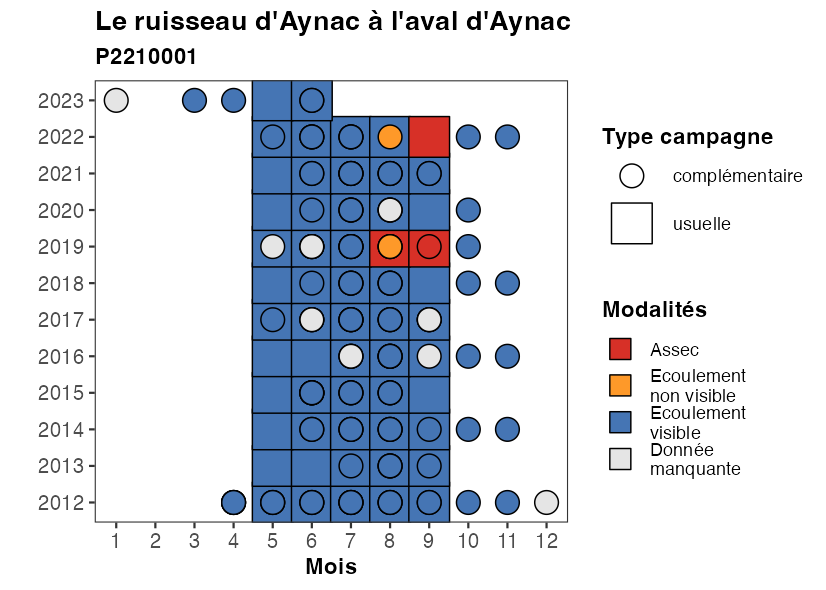 Le ruisseau d'Aynac à l'aval d'Aynac
P2210001
2023
2022
2021
2020
2019
2018
2017
2016
2015
2014
2013
2012
1 2 3 4 5 6 7 8 9 10 11 12
Mois
Type campagne
complémentaire
usuelle
Modalités
Assec
Ecoulement
non visible
Ecoulement
visible
Donnée
manquante